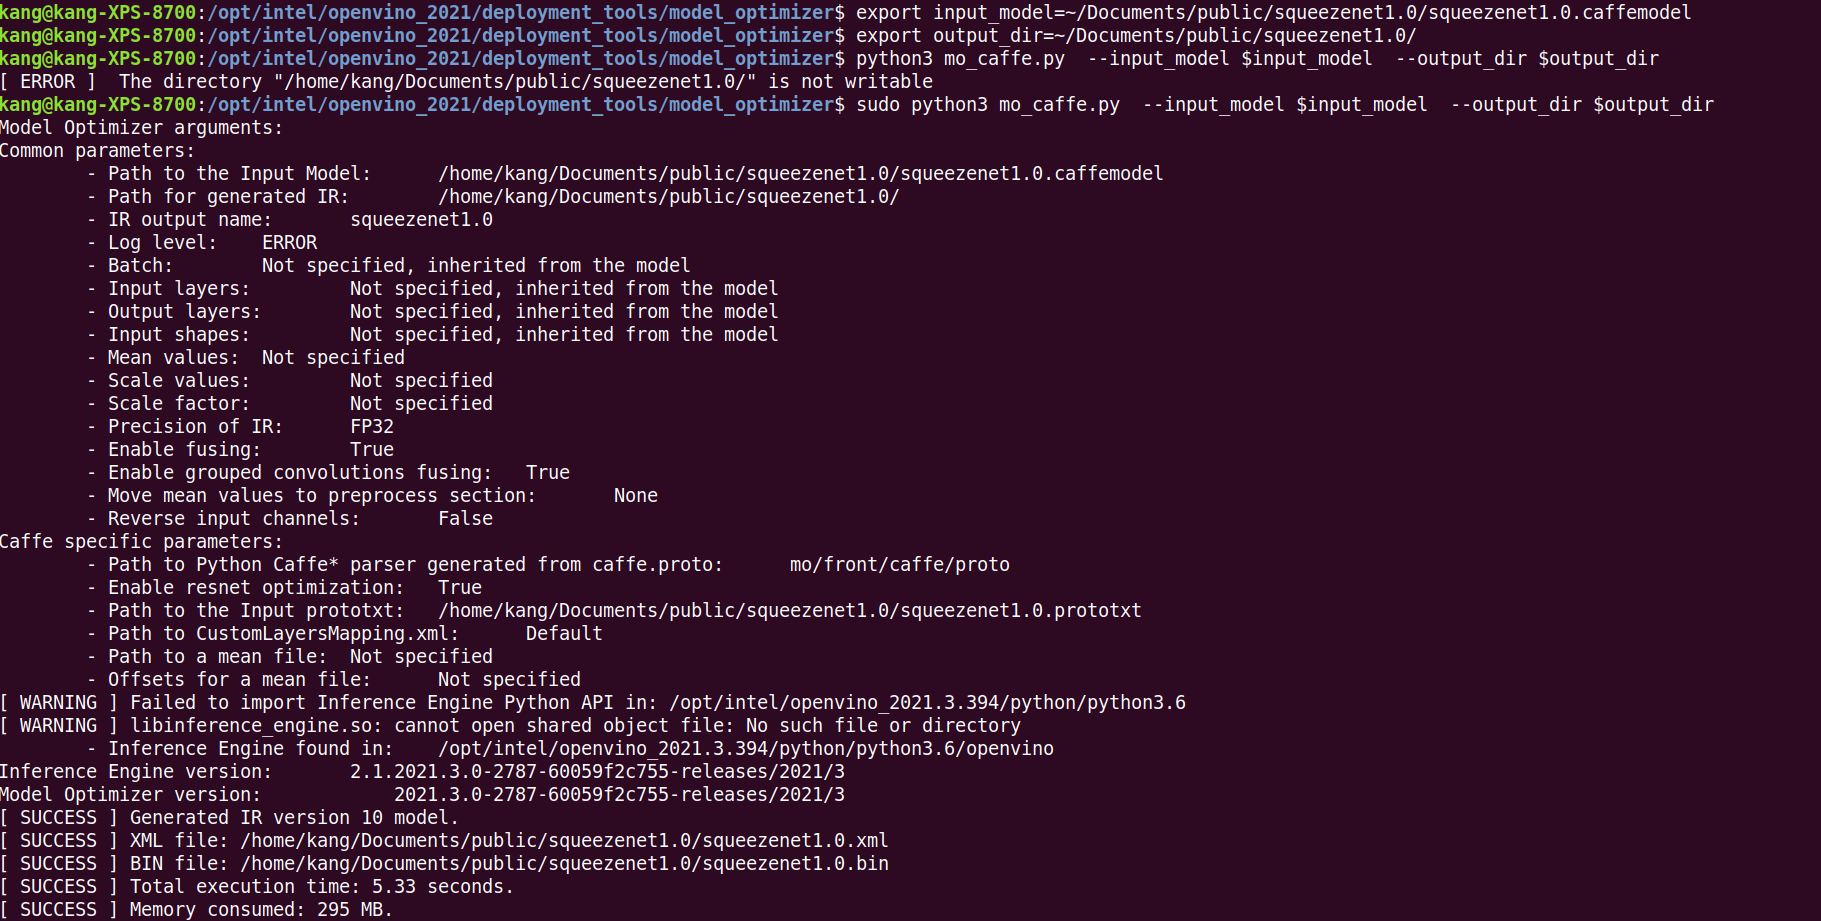 kang@kang-XPS-8700:/opt/intel/openvino_2021/deployment_tools/model_optimizer$ export input_model=~/Documents/public/squeezenet1.0/squeezenet1.0.caffemodel
kang@kang-XPS-8700:/opt/intel/openvino_2021/deployment_tools/model_optimizer$ export output_dir=~/Documents/public/squeezenet1.0/
kang@kang-XPS-8700:/opt/intel/openvino_2021/deployment_tools/model_optimizer$ python3 mo_caffe.py  --input_model $input_model  --output_dir $output_dir
[ ERROR ]  The directory "/home/kang/Documents/public/squeezenet1.0/" is not writable
kang@kang-XPS-8700:/opt/intel/openvino_2021/deployment_tools/model_optimizer$ sudo python3 mo_caffe.py  --input_model $input_model  --output_dir $output_dir
Model Optimizer arguments:
Common parameters:
	- Path to the Input Model: 	/home/kang/Documents/public/squeezenet1.0/squeezenet1.0.caffemodel
	- Path for generated IR: 	/home/kang/Documents/public/squeezenet1.0/
	- IR output name: 	squeezenet1.0
	- Log level: 	ERROR
	- Batch: 	Not specified, inherited from the model
	- Input layers: 	Not specified, inherited from the model
	- Output layers: 	Not specified, inherited from the model
	- Input shapes: 	Not specified, inherited from the model
	- Mean values: 	Not specified
	- Scale values: 	Not specified
	- Scale factor: 	Not specified
	- Precision of IR: 	FP32
	- Enable fusing: 	True
	- Enable grouped convolutions fusing: 	True
	- Move mean values to preprocess section: 	None
	- Reverse input channels: 	False
Caffe specific parameters:
	- Path to Python Caffe* parser generated from caffe.proto: 	mo/front/caffe/proto
	- Enable resnet optimization: 	True
	- Path to the Input prototxt: 	/home/kang/Documents/public/squeezenet1.0/squeezenet1.0.prototxt
	- Path to CustomLayersMapping.xml: 	Default
	- Path to a mean file: 	Not specified
	- Offsets for a mean file: 	Not specified
[ WARNING ] Failed to import Inference Engine Python API in: /opt/intel/openvino_2021.3.394/python/python3.6
[ WARNING ] libinference_engine.so: cannot open shared object file: No such file or directory
	- Inference Engine found in: 	/opt/intel/openvino_2021.3.394/python/python3.6/openvino
Inference Engine version: 	2.1.2021.3.0-2787-60059f2c755-releases/2021/3
Model Optimizer version: 	2021.3.0-2787-60059f2c755-releases/2021/3
[ SUCCESS ] Generated IR version 10 model.
[ SUCCESS ] XML file: /home/kang/Documents/public/squeezenet1.0/squeezenet1.0.xml
[ SUCCESS ] BIN file: /home/kang/Documents/public/squeezenet1.0/squeezenet1.0.bin
[ SUCCESS ] Total execution time: 5.33 seconds.
[ SUCCESS ] Memory consumed: 295 MB.